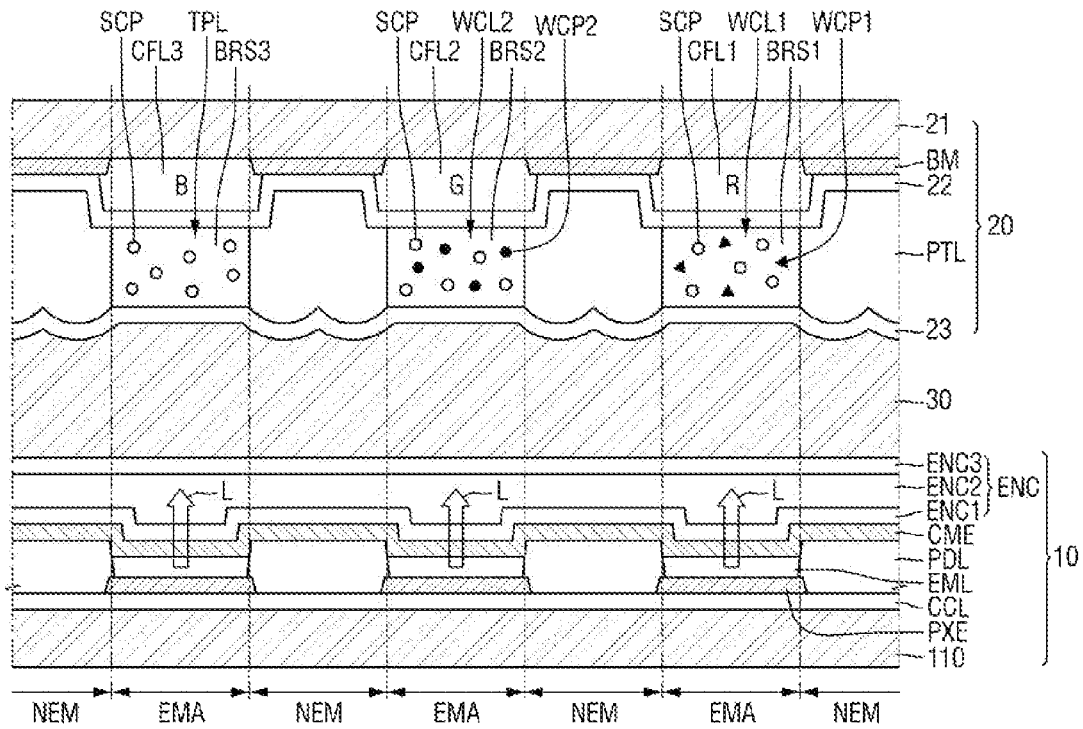 SCP TPL SCP WCL2 WCP2 SCP WCL1 WCP1
CFL3 BRS3 CFL2 BRS2 CFL1 BRS1
21
BM
B G R 22
20
PTL
23
30
ENC3
L L L ENC2 ENC
ENC1
CME
PDL
10
EML
CCL
PXE
110
NEM EMA NEM EMA NEM EMA NEM